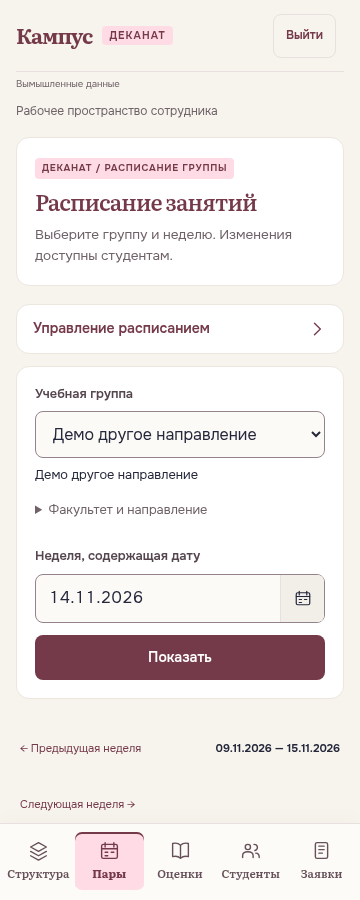 Кампус ДЕКАНАТ Выйти
Вымышленные данные
Рабочее пространство сотрудника
ДЕКАНАТ / РАСПИСАНИЕ ГРУППЫ
Расписание занятий
Выберите группу и неделю. Изменения
доступны студентам.
Управление расписанием
Учебная группа
Демо другое направление
Демо другое направление
Факультет и направление
Неделя, содержащая дату
14.11.2026
Показать
← Предыдущая неделя 09.11.2026 — 15.11.2026
Следующая неделя →
Структура Пары Оценки Студенты Заявки